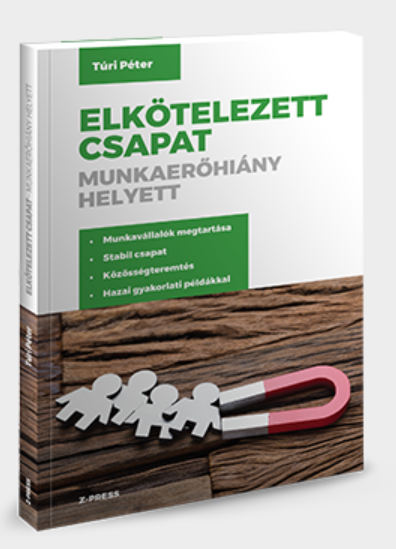 Túri Péter
ELKÖTELEZETT
CSAPAT
MUNKAERŐHIÁNY
HELYETT
• Munkavállalók megtartása
• Stabil csapat
• Közösségteremtés
• Hazai gyakorlati példákkal
Z-PRESS
ELKÖTELEZETT CSAPAT - MUNKAERŐHIÁNY HELYETT
Túri Péter
Z-PRESS